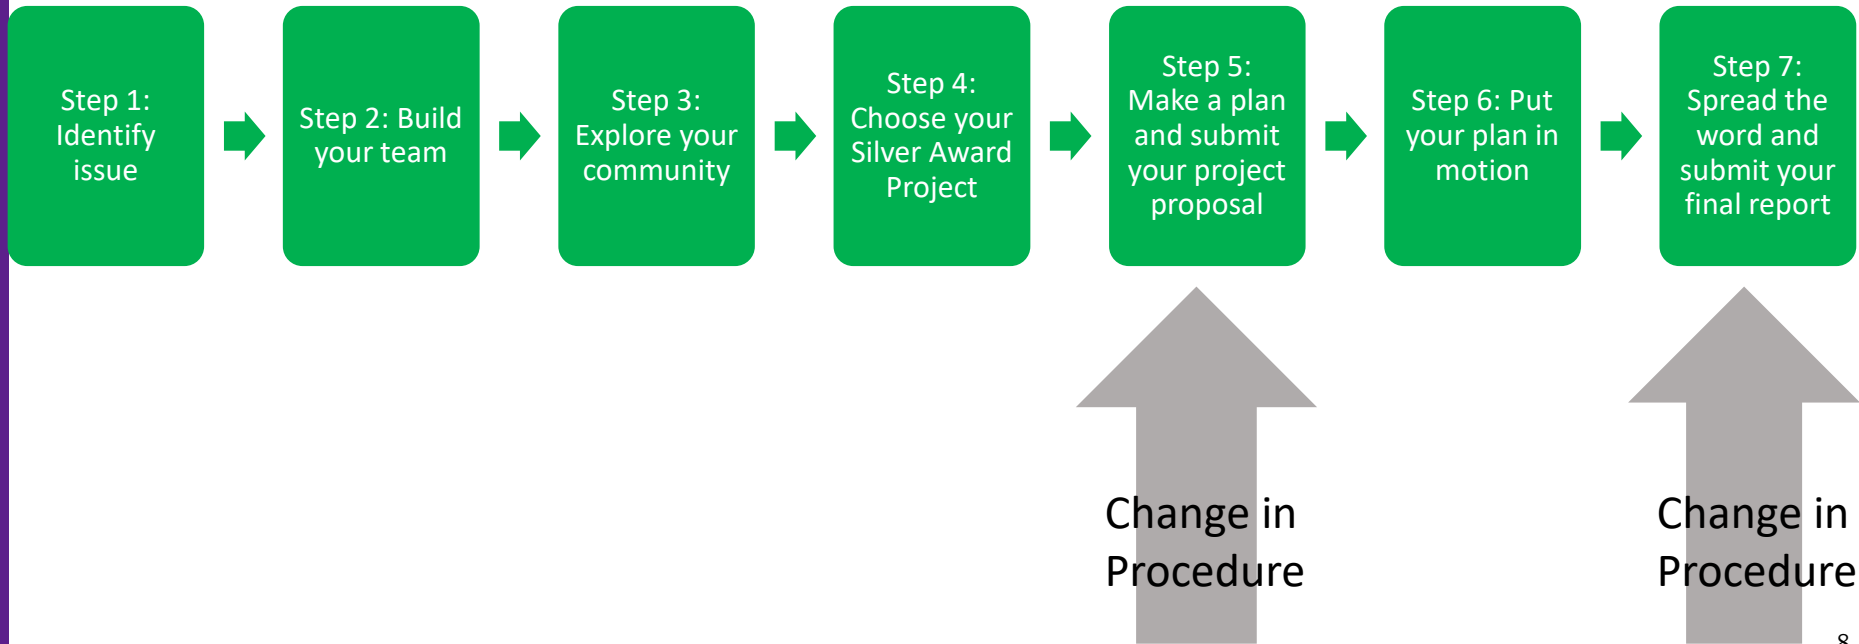 Step 1:
Identify
issue
Step 2: Build
your team
Step 3:
Explore your
community
Step 4:
Choose your
Silver Award
Project
Step 5:
Make a plan
and submit
your project
proposal
Step 6: Put
your plan in
motion
Step 7:
Spread the
word and
submit your
final report
Change in
Procedure
Change in
Procedure
8